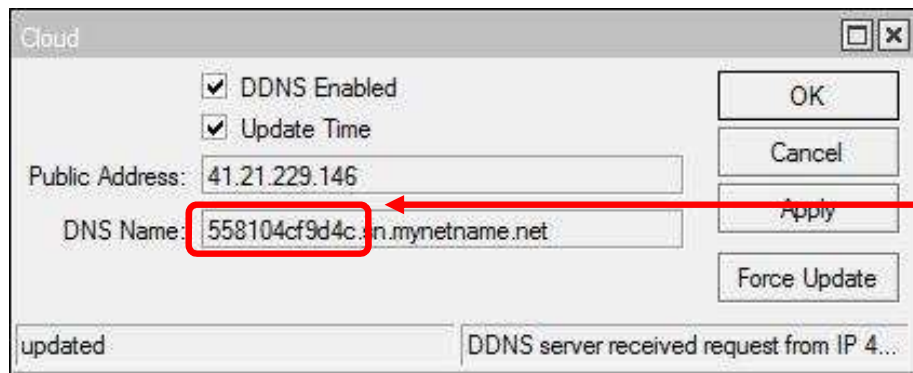 Cloud
DDNS Enabled
Update Time
Public Address: 41.21.229.146
DNS Name: 558104cf9d4c.sn.mynetname.net
OK
Cancel
Apply
Force Update
updated
DDNS server received request from IP 4...